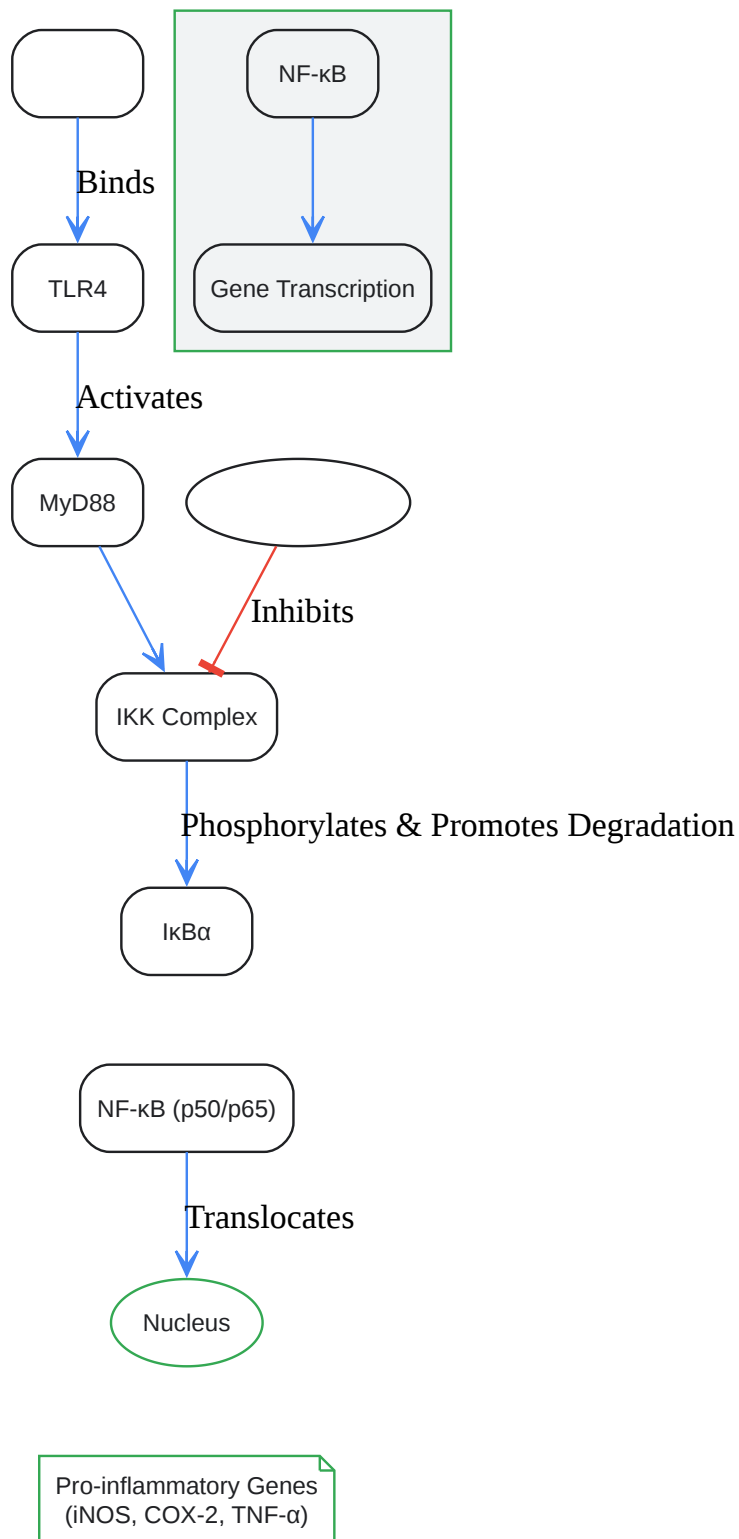 NF-κB
Binds
TLR4
Gene Transcription
Activates
MyD88
Inhibits
IKK Complex
Phosphorylates & Promotes Degradation
IκBα
NF-κB (p50/p65)
Translocates
Nucleus
Pro-inflammatory Genes
(iNOS, COX-2, TNF-α)